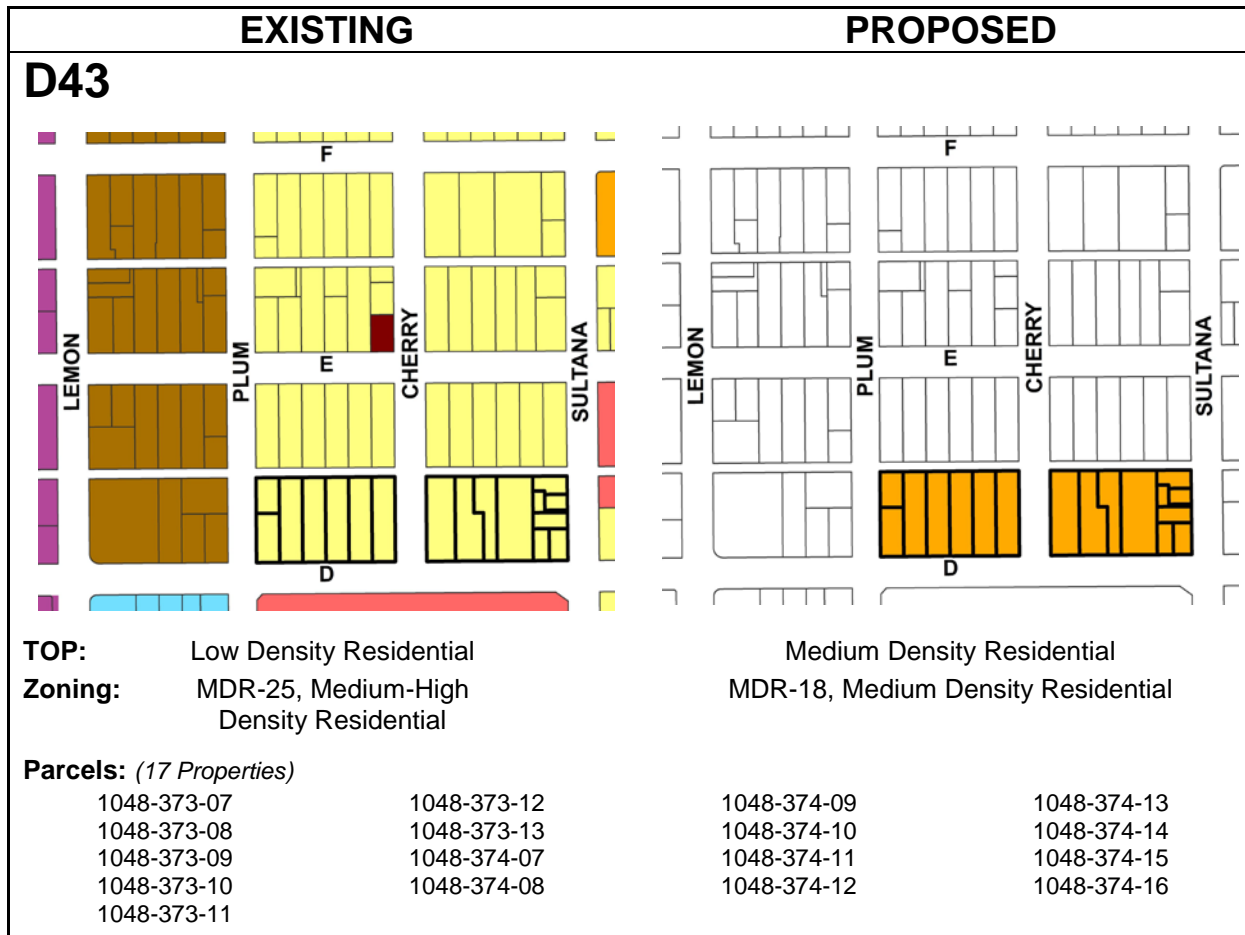 EXISTING
PROPOSED
D43
F
LEMON
PLUM
E
CHERRY
SULTANA
D
F
LEMON
PLUM
E
CHERRY
SULTANA
D
TOP: Low Density Residential
Medium Density Residential
Zoning: MDR-25, Medium-High
Density Residential
MDR-18, Medium Density Residential
Parcels: (17 Properties)
1048-373-07
1048-373-08
1048-373-09
1048-373-10
1048-373-11
1048-373-12
1048-373-13
1048-374-07
1048-374-08
1048-374-09
1048-374-10
1048-374-11
1048-374-12
1048-374-13
1048-374-14
1048-374-15
1048-374-16